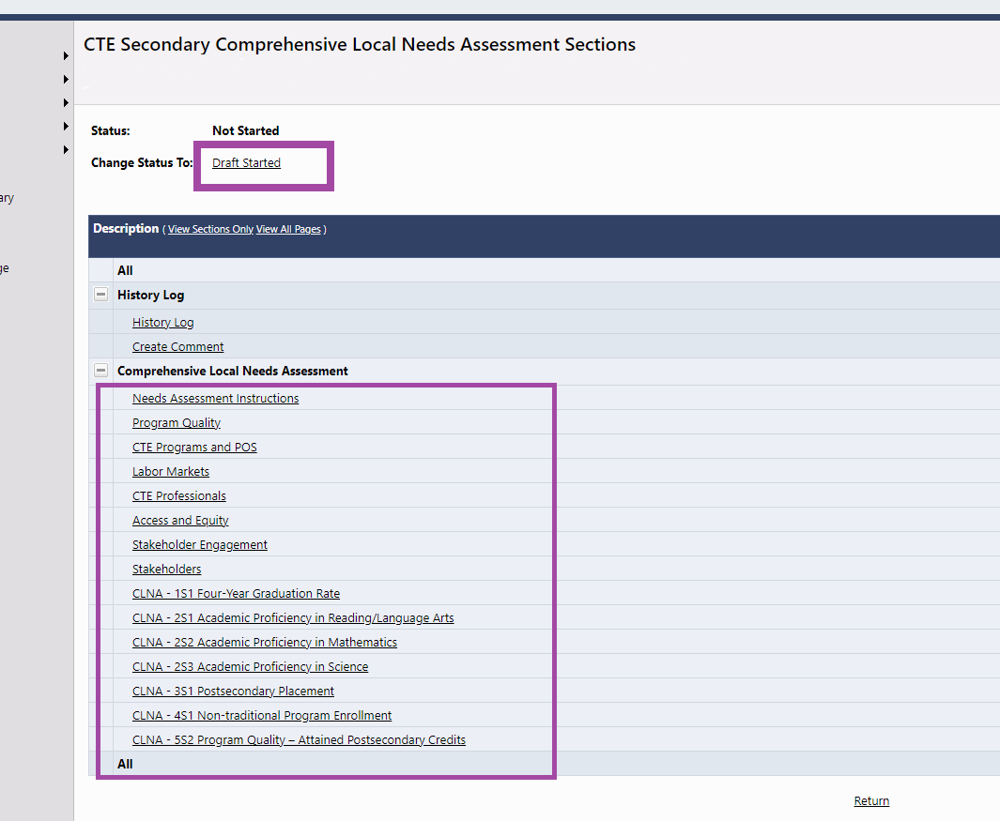 CTE Secondary Comprehensive Local Needs Assessment Sections
Status: Not Started
Change Status To: Draft Started
ary
ge
Description ( View Sections Only View All Pages )
All
History Log
History Log
Create Comment
Comprehensive Local Needs Assessment
Needs Assessment Instructions
Program Quality
CTE Programs and POS
Labor Markets
CTE Professionals
Access and Equity
Stakeholder Engagement
Stakeholders
CLNA - 1S1 Four-Year Graduation Rate
CLNA - 2S1 Academic Proficiency in Reading/Language Arts
CLNA - 2S2 Academic Proficiency in Mathematics
CLNA - 2S3 Academic Proficiency in Science
CLNA - 3S1 Postsecondary Placement
CLNA - 4S1 Non-traditional Program Enrollment
CLNA - 5S2 Program Quality – Attained Postsecondary Credits
All
Return